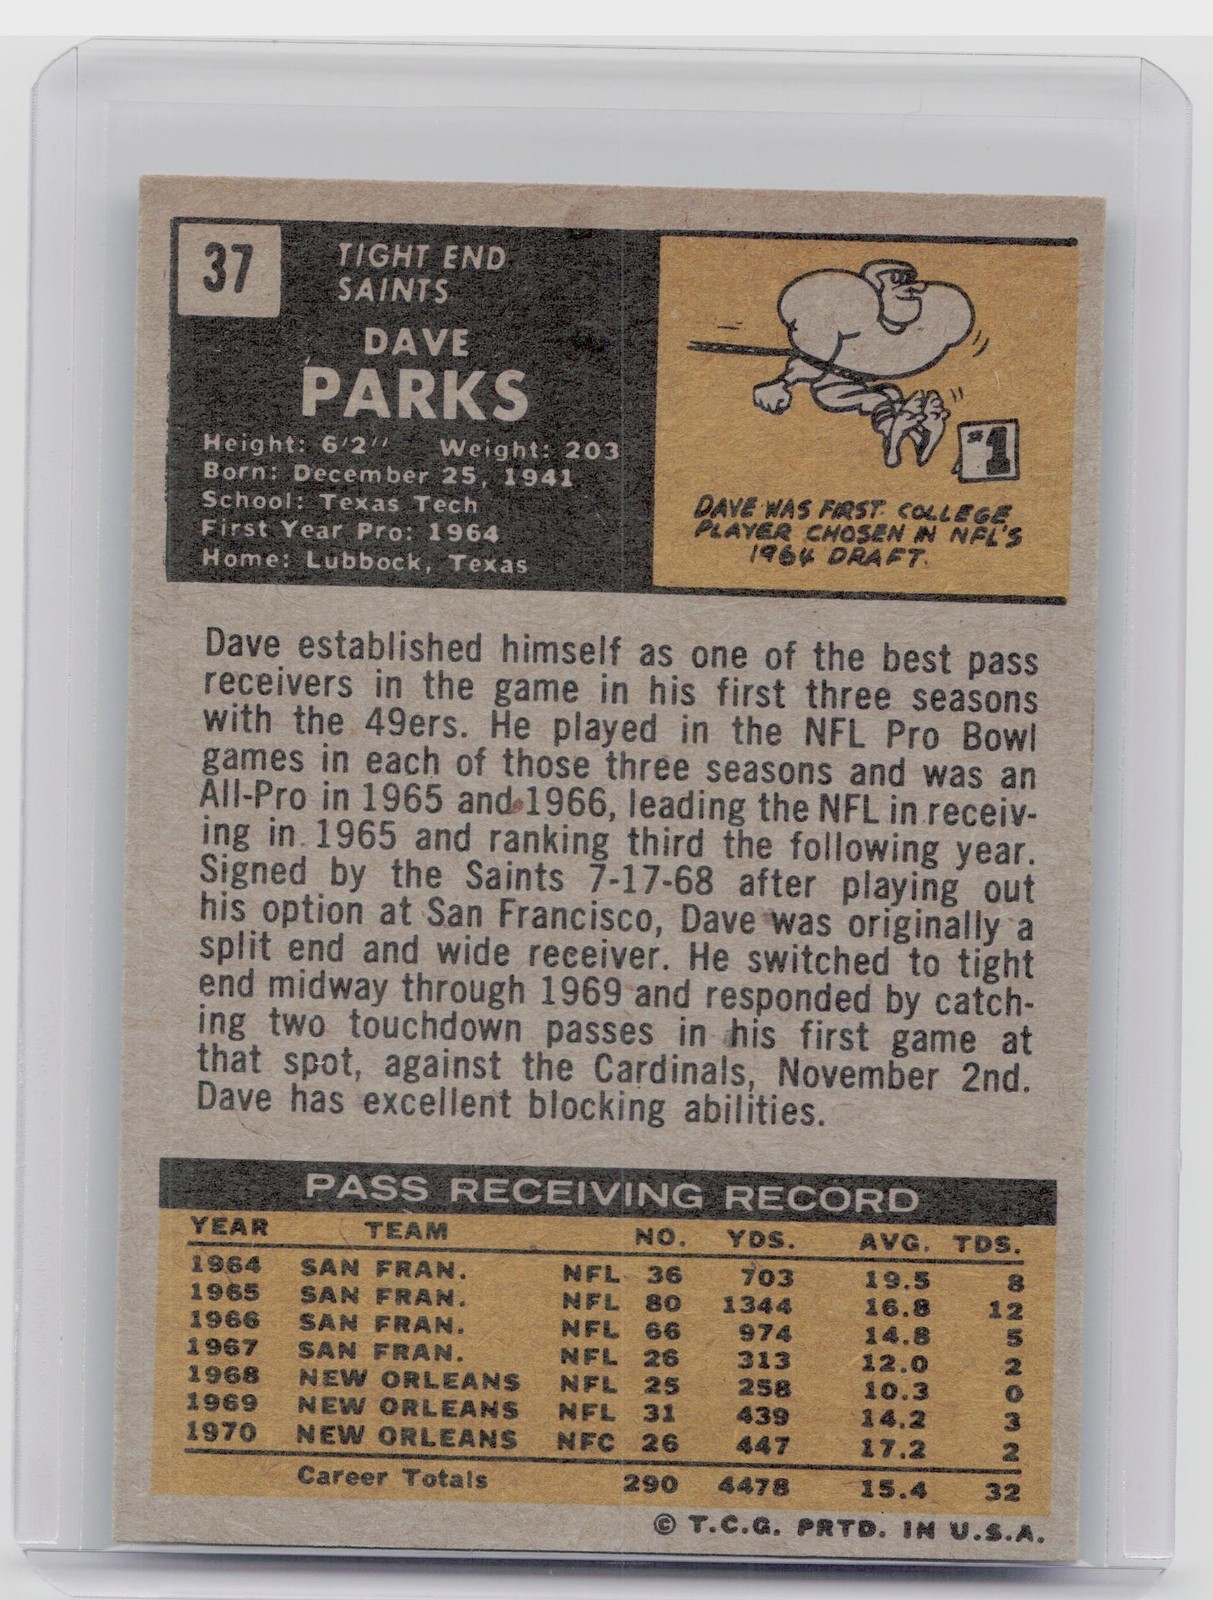 37
TIGHT END
SAINTS
DAVE
PARKS
Height: 6'2" Weight: 203
Born: December 25, 1941
School: Texas Tech
First Year Pro: 1964
Home: Lubbock, Texas
#1
DAVE WAS FIRST COLLEGE
PLAYER CHOSEN IN NFL'S
1964 DRAFT.
Dave established himself as one of the best pass
receivers in the game in his first three seasons
with the 49ers. He played in the NFL Pro Bowl
games in each of those three seasons and was an
All-Pro in 1965 and 1966, leading the NFL in receiv-
ing in 1965 and ranking third the following year.
Signed by the Saints 7-17-68 after playing out
his option at San Francisco, Dave was originally a
split end and wide receiver. He switched to tight
end midway through 1969 and responded by catch-
ing two touchdown passes in his first game at
that spot, against the Cardinals, November 2nd.
Dave has excellent blocking abilities.
PASS RECEIVING RECORD
YEAR TEAM NO. YDS. AVG. TDS.
1964 SAN FRAN. NFL 36 703 19.5 8
1965 SAN FRAN. NFL 80 1344 16.8 12
1966 SAN FRAN. NFL 66 974 14.8 5
1967 SAN FRAN. NFL 26 313 12.0 2
1968 NEW ORLEANS NFL 25 258 10.3 0
1969 NEW ORLEANS NFL 31 439 14.2 3
1970 NEW ORLEANS NFC 26 447 17.2 2
Career Totals 290 4478 15.4 32
© T.C.G. PRTD. IN U.S.A.